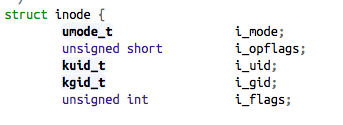 struct inode {
umode_t i_mode;
unsigned short i_opflags;
kuid_t i_uid;
kgid_t i_gid;
unsigned int i_flags;